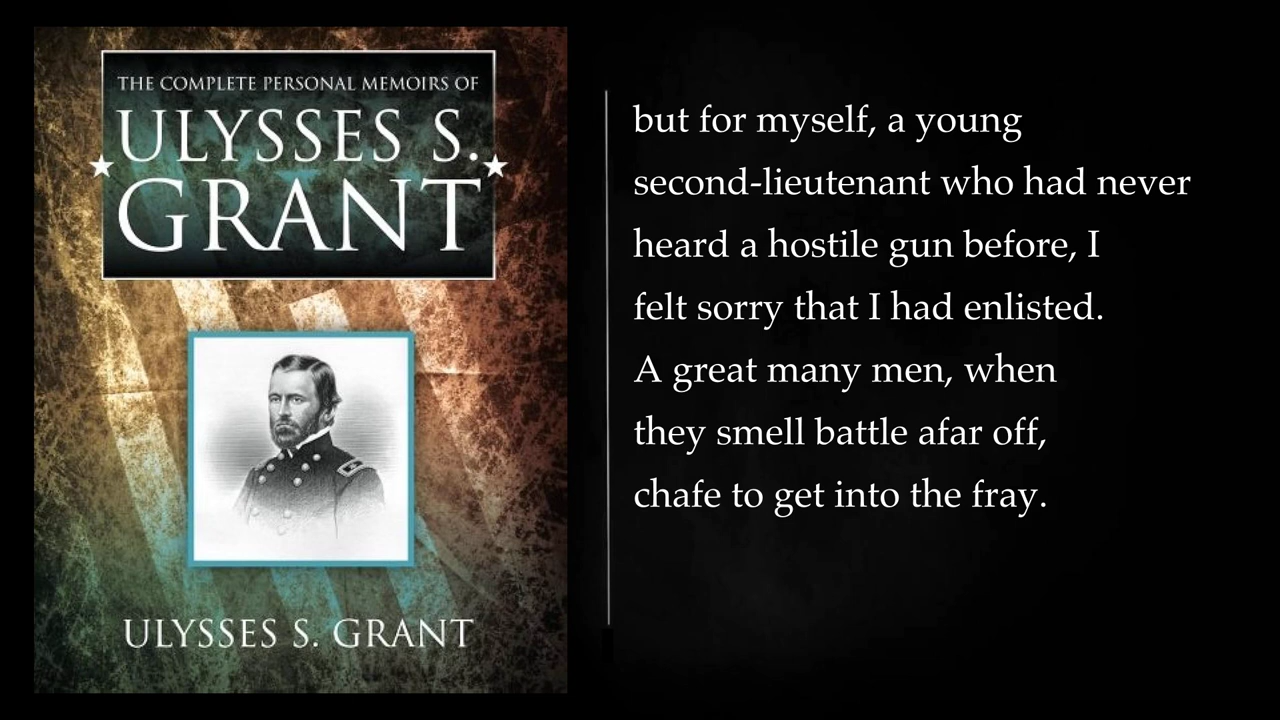 THE COMPLETE PERSONAL MEMOIRS OF
ULYSSES S.
GRANT
ULYSSES S. GRANT
but for myself, a young
second-lieutenant who had never
heard a hostile gun before, I
felt sorry that I had enlisted.
A great many men, when
they smell battle afar off,
chafe to get into the fray.